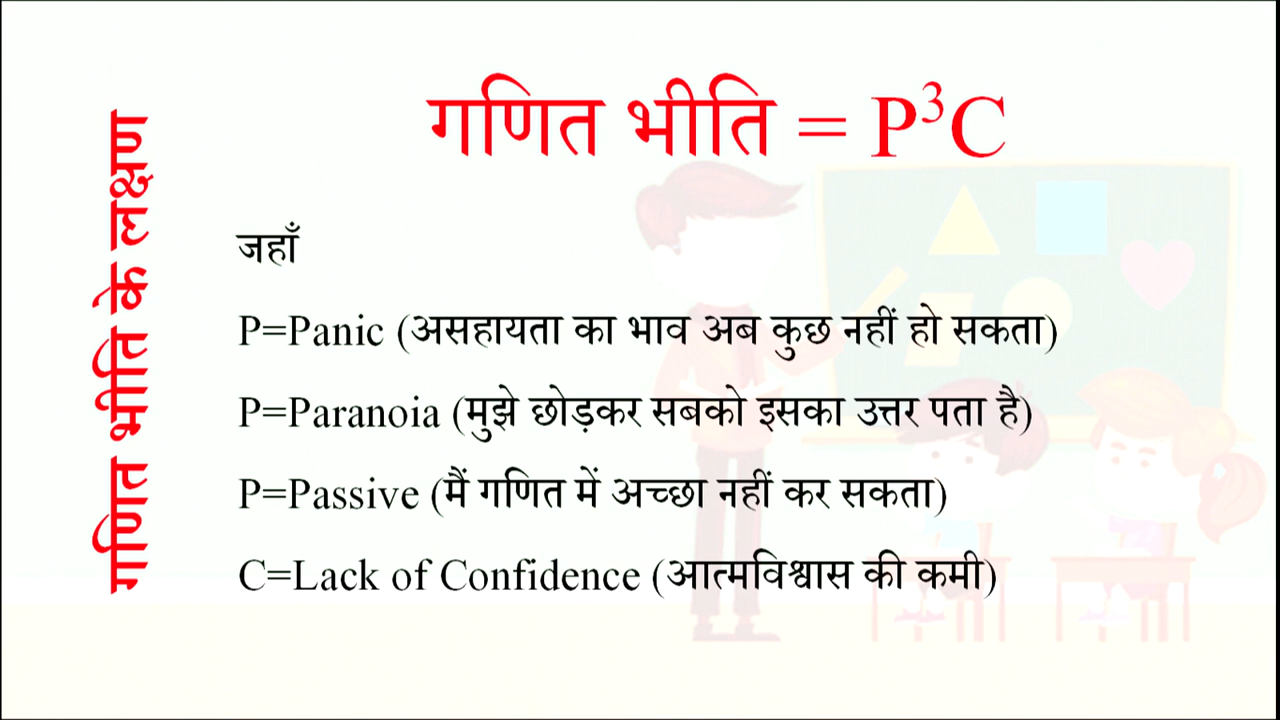 गणित भीति के लक्षण
गणित भीति = P³C
जहाँ
P=Panic (असहायता का भाव अब कुछ नहीं हो सकता)
P=Paranoia (मुझे छोड़कर सबको इसका उत्तर पता है)
P=Passive (मैं गणित में अच्छा नहीं कर सकता)
C=Lack of Confidence (आत्मविश्वास की कमी)